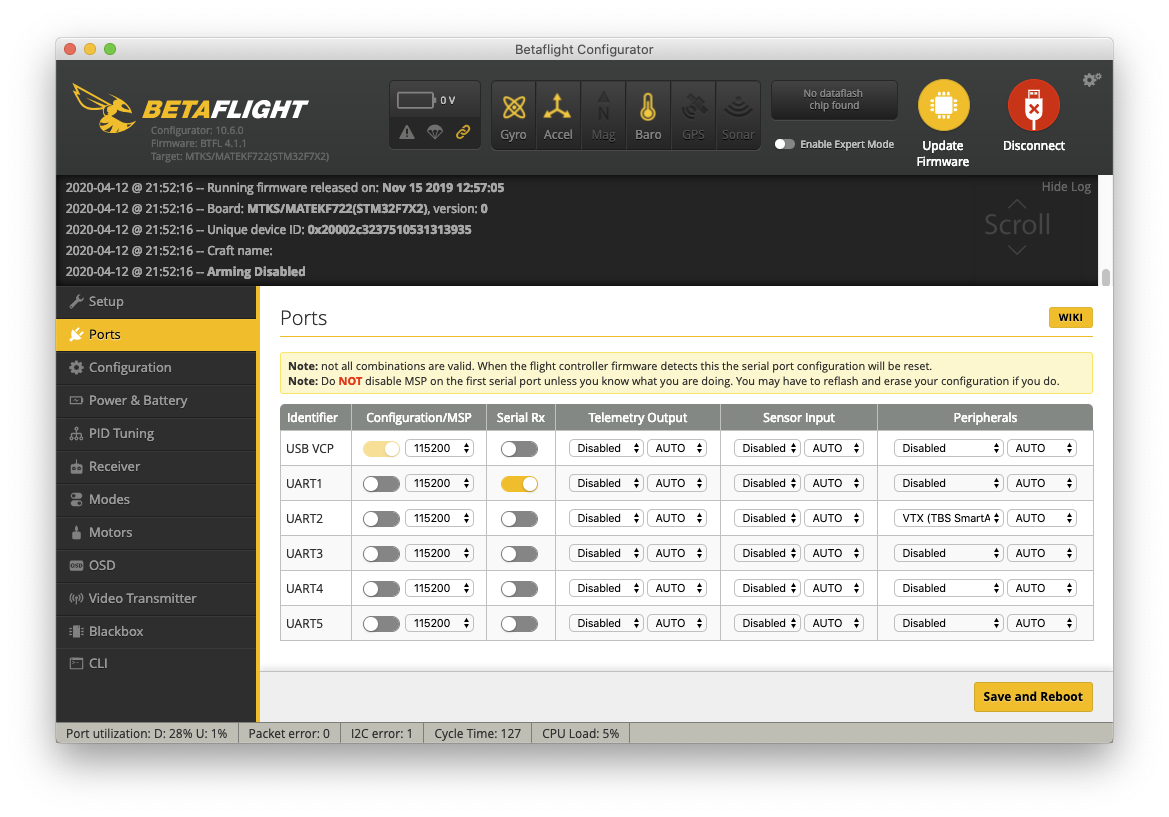 Betaflight Configurator
BETAFLIGHT
Configurator: 10.6.0
Firmware: BTFL 4.1.1
Target: MTKS/MATEKF722(STM32F7X2)
0 V
Gyro Accel Mag Baro GPS Sonar
No dataflash
chip found
Enable Expert Mode
Update
Firmware
Disconnect
2020-04-12 @ 21:52:16 -- Running firmware released on: Nov 15 2019 12:57:05
2020-04-12 @ 21:52:16 -- Board: MTKS/MATEKF722(STM32F7X2), version: 0
2020-04-12 @ 21:52:16 -- Unique device ID: 0x20002c3237510531313935
2020-04-12 @ 21:52:16 -- Craft name:
2020-04-12 @ 21:52:16 -- Arming Disabled
Hide Log
Scroll
Setup
Ports
Configuration
Power & Battery
PID Tuning
Receiver
Modes
Motors
OSD OSD
Video Transmitter
Blackbox
CLI
Ports
WIKI
Note: not all combinations are valid. When the flight controller firmware detects this the serial port configuration will be reset.
Note: Do NOT disable MSP on the first serial port unless you know what you are doing. You may have to reflash and erase your configuration if you do.
Identifier Configuration/MSP Serial Rx Telemetry Output Sensor Input Peripherals
USB VCP 115200 Disabled AUTO Disabled AUTO Disabled AUTO
UART1 115200 Disabled AUTO Disabled AUTO Disabled AUTO
UART2 115200 Disabled AUTO Disabled AUTO VTX (TBS SmartA AUTO
UART3 115200 Disabled AUTO Disabled AUTO Disabled AUTO
UART4 115200 Disabled AUTO Disabled AUTO Disabled AUTO
UART5 115200 Disabled AUTO Disabled AUTO Disabled AUTO
Save and Reboot
Port utilization: D: 28% U: 1% Packet error: 0 I2C error: 1 Cycle Time: 127 CPU Load: 5%